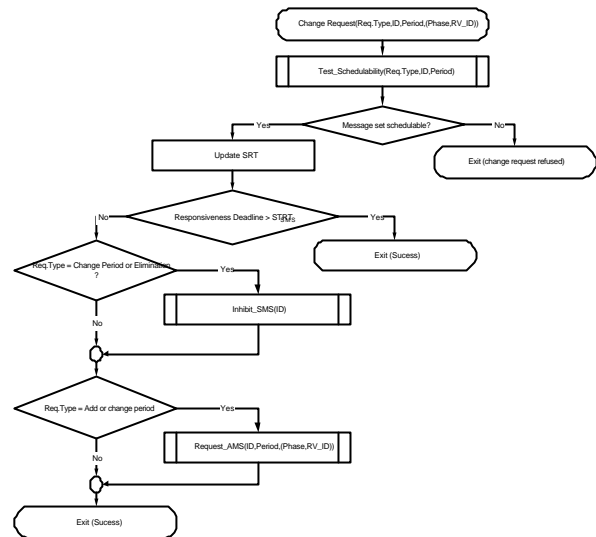 Change Request(Req.Type,ID,Period,(Phase,RV_ID))
Test_Schedulability(Req.Type,ID,Period)
Message set schedulable?
Yes
No
Update SRT
Exit (change request refused)
Responsiveness Deadline > STRT SMS
No
Yes
Exit (Sucess)
Req.Type = Change Period or Elimination
?
Yes
Inhibit_SMS(ID)
No
Req.Type = Add or change period
Yes
Request_AMS(ID,Period,(Phase,RV_ID))
No
Exit (Sucess)